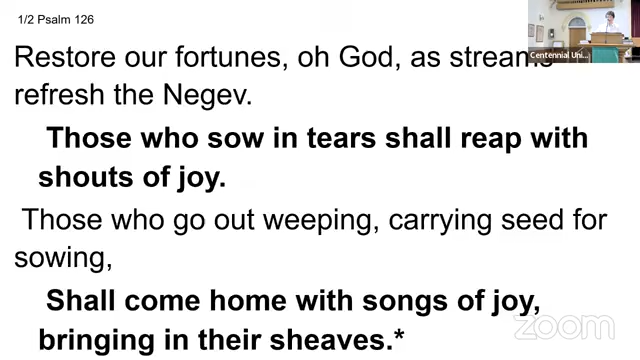 1/2 Psalm 126
Centennial Uni...
Restore our fortunes, oh God, as streams
refresh the Negev.
Those who sow in tears shall reap with
shouts of joy.
Those who go out weeping, carrying seed for
sowing,
Shall come home with songs of joy,
bringing in their sheaves.*
zoom